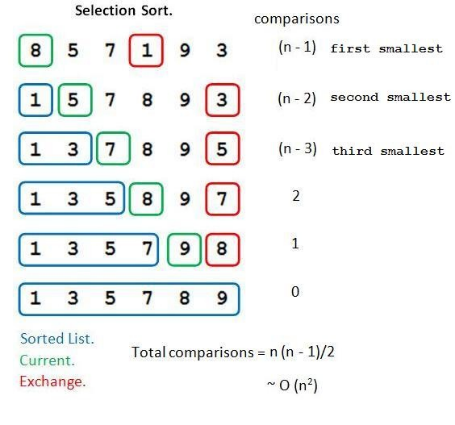 Selection Sort.
comparisons
8 5 7 1 9 3 (n - 1) first smallest
1 5 7 8 9 3 (n - 2) second smallest
1 3 7 8 9 5 (n - 3) third smallest
1 3 5 8 9 7 2
1 3 5 7 9 8 1
1 3 5 7 8 9 0
Sorted List.
Current.
Exchange.
Total comparisons = n (n - 1)/2
~ O (n²)